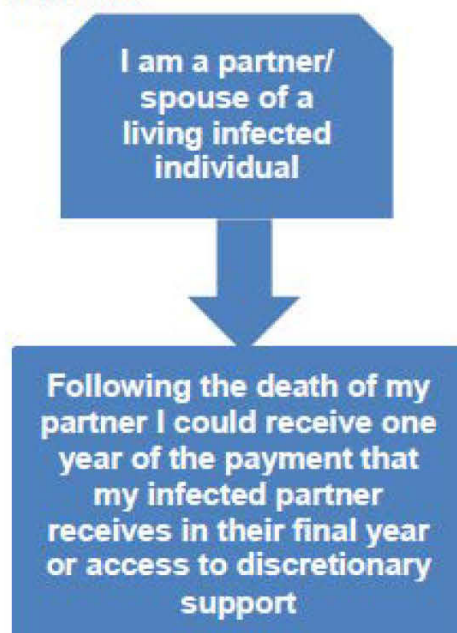 I am a partner/
spouse of a
living infected
individual
Following the death of my
partner I could receive one
year of the payment that
my infected partner
receives in their final year
or access to discretionary
support